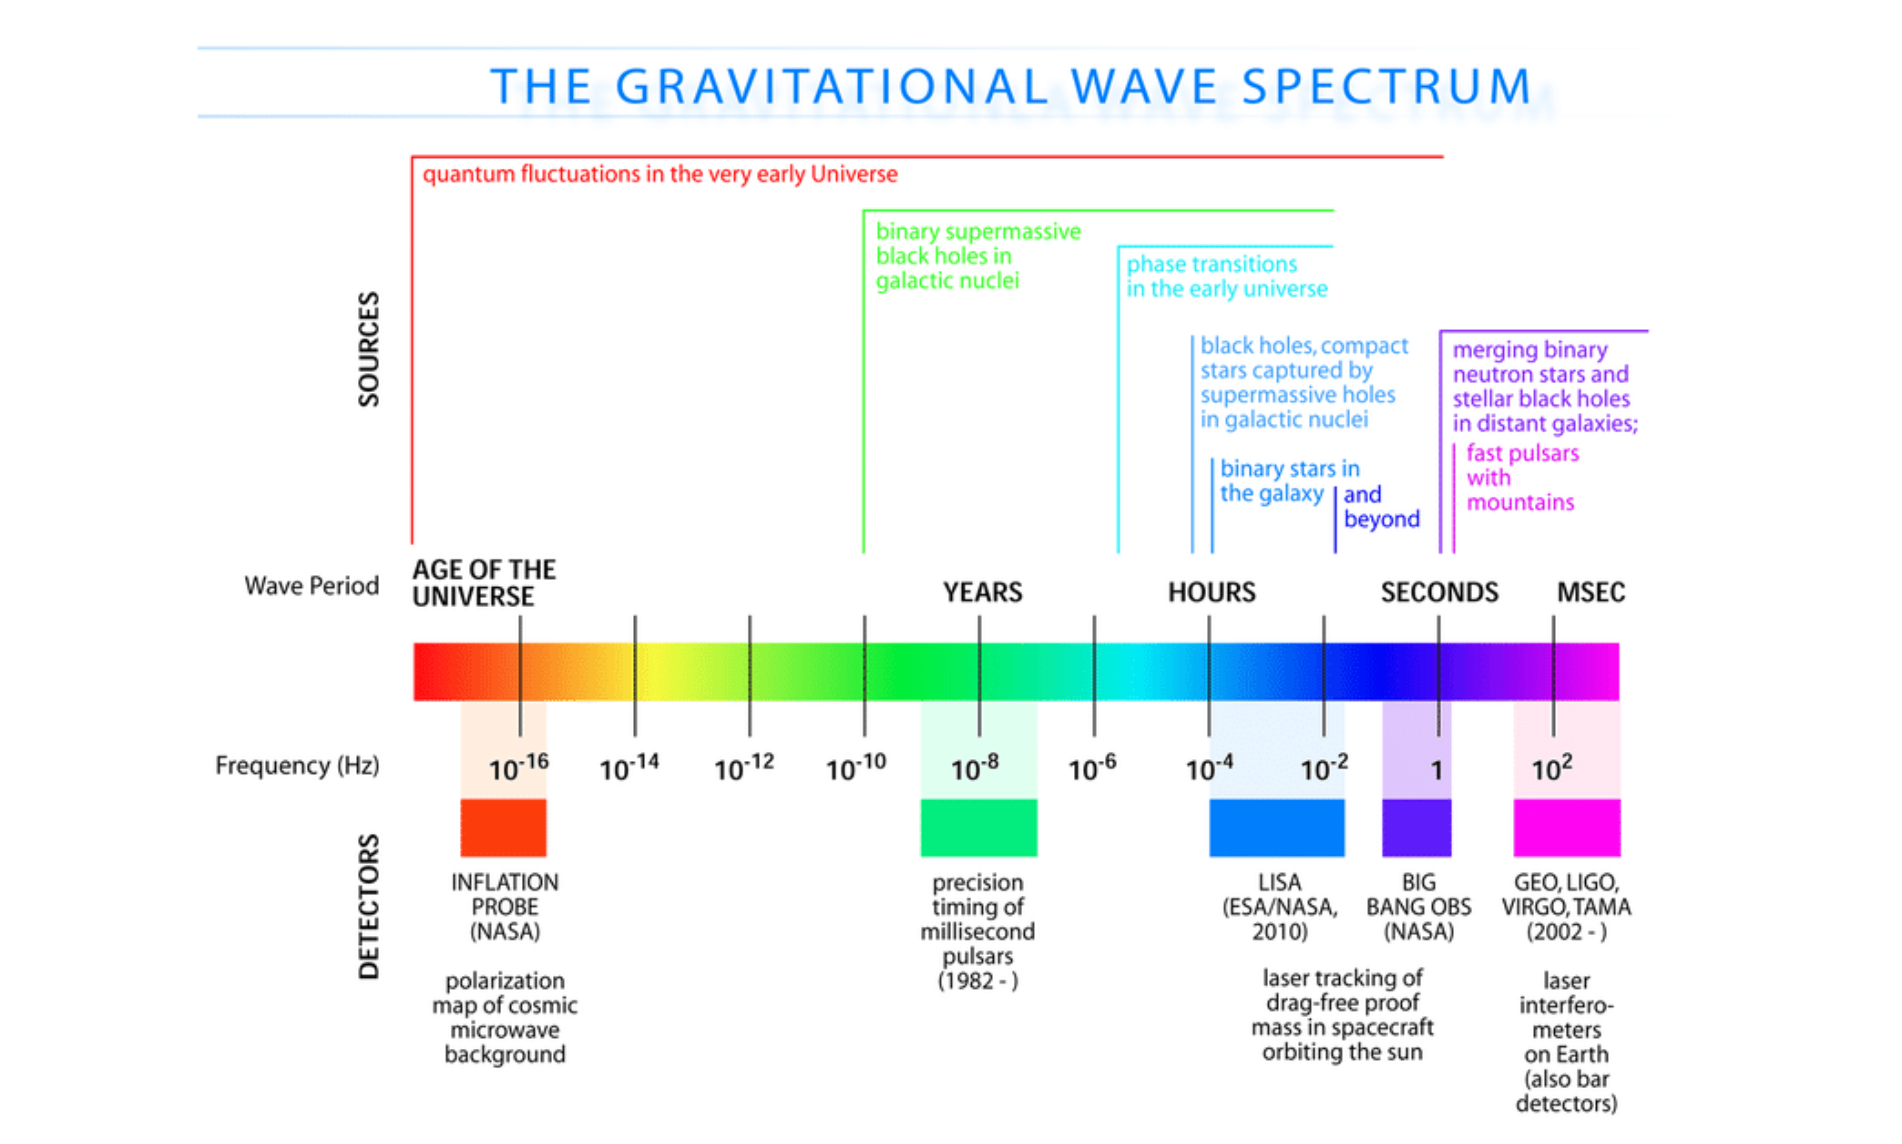 THE GRAVITATIONAL WAVE SPECTRUM
SOURCES
quantum fluctuations in the very early Universe
binary supermassive
black holes in
galactic nuclei
phase transitions
in the early universe
black holes, compact
stars captured by
supermassive holes
in galactic nuclei
binary stars in
the galaxy
and
beyond
merging binary
neutron stars and
stellar black holes
in distant galaxies;
fast pulsars
with
mountains
Wave Period
AGE OF THE
UNIVERSE
YEARS
HOURS
SECONDS
MSEC
Frequency (Hz)
10⁻¹⁶
10⁻¹⁴
10⁻¹²
10⁻¹⁰
10⁻⁸
10⁻⁶
10⁻⁴
10⁻²
1
10²
DETECTORS
INFLATION
PROBE
(NASA)
polarization
map of cosmic
microwave
background
precision
timing of
millisecond
pulsars
(1982 - )
LISA
(ESA/NASA,
2010)
BIG
BANG OBS
(NASA)
laser tracking of
drag-free proof
mass in spacecraft
orbiting the sun
GEO, LIGO,
VIRGO, TAMA
(2002 - )
laser
interfero-
meters
on Earth
(also bar
detectors)